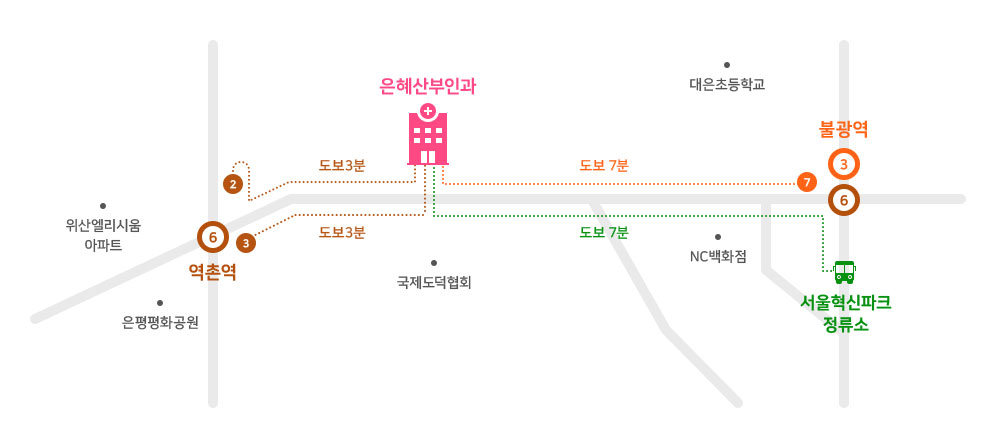 은혜산부인과
대은초등학교
불광역
3
도보3분
도보 7분
7
2
6
위산엘리시움
아파트
6
3
도보3분
도보 7분
NC백화점
역촌역
국제도덕협회
서울혁신파크
정류소
은평평화공원